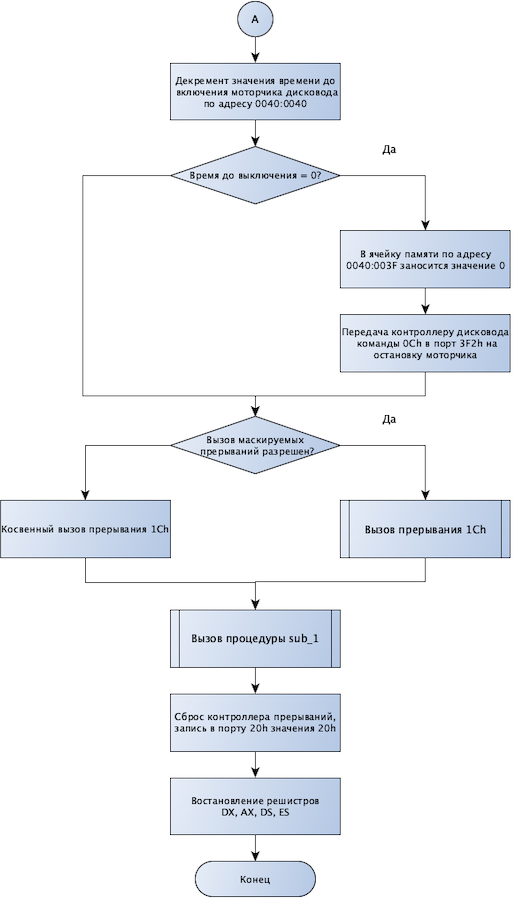 А
Декремент значения времени до
включения моторчика дисковода
по адресу 0040:0040
Да
Время до выключения = 0?
В ячейку памяти по адресу
0040:003F заносится значение 0
Передача контроллеру дисковода
команды 0Ch в порт 3F2h на
остановку моторчика
Да
Вызов маскируемых
прерываний разрешен?
Косвенный вызов прерывания 1Ch
Вызов прерывания 1Ch
Вызов процедуры sub_1
Сброс контроллера прерываний,
запись в порту 20h значения 20h
Востановление решистров
DX, AX, DS, ES
Конец